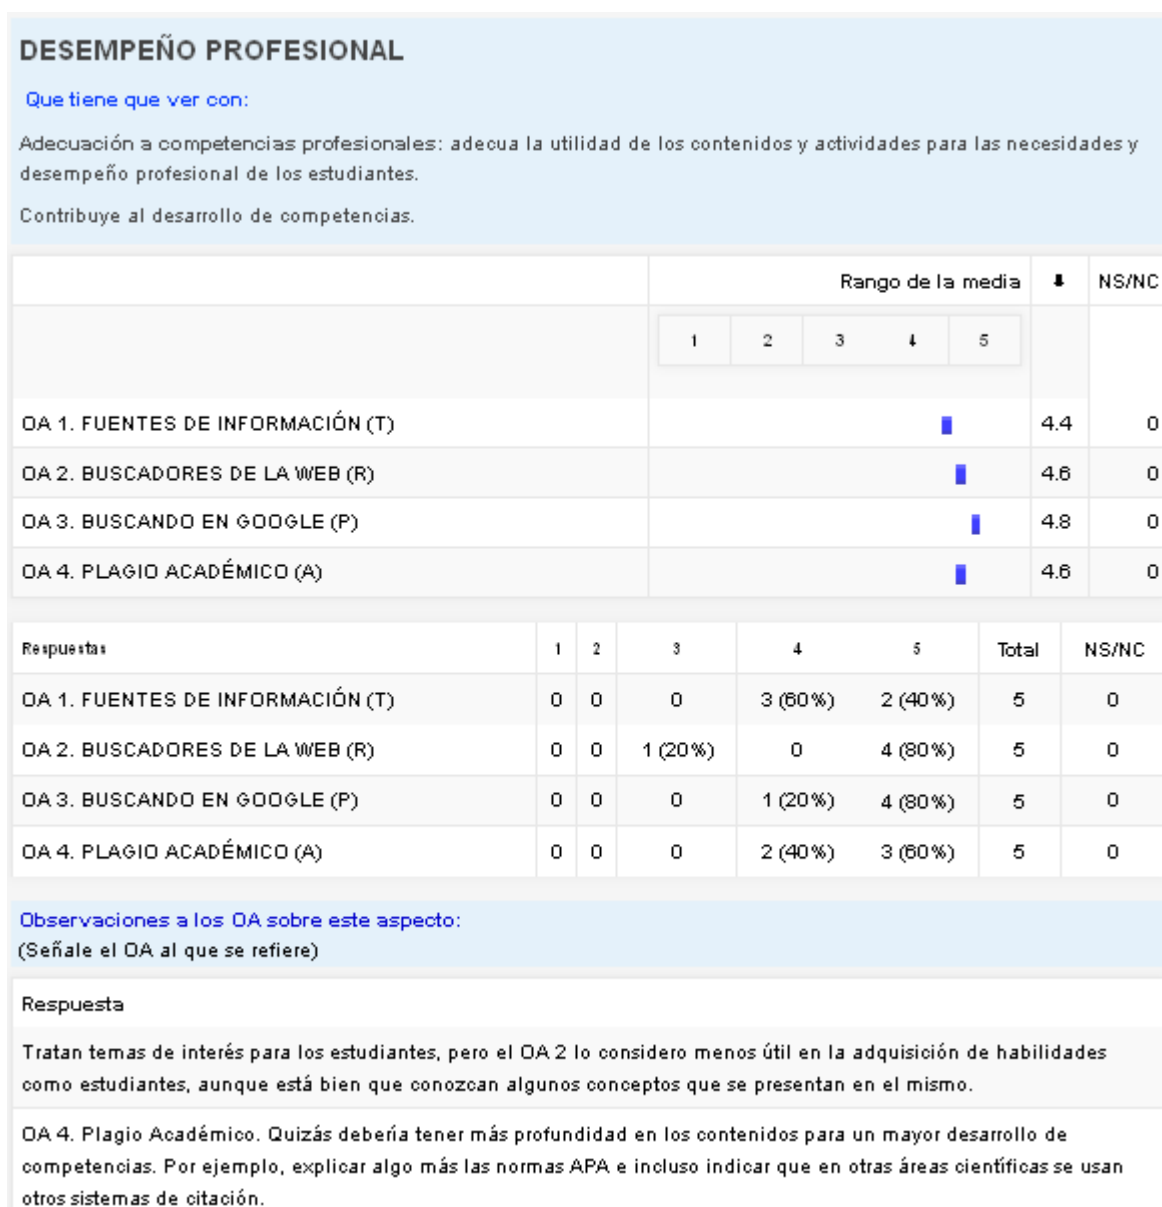 DESEMPEÑO PROFESIONAL
Que tiene que ver con:
Adecuación a competencias profesionales: adecua la utilidad de los contenidos y actividades para las necesidades y
desempeño profesional de los estudiantes.
Contribuye al desarrollo de competencias.
Rango de la media ⬇ NS/NC
1 2 3 4 5
OA 1. FUENTES DE INFORMACIÓN (T) 4.4 0
OA 2. BUSCADORES DE LA WEB (R) 4.6 0
OA 3. BUSCANDO EN GOOGLE (P) 4.8 0
OA 4. PLAGIO ACADÉMICO (A) 4.6 0
Respuestas 1 2 3 4 5 Total NS/NC
OA 1. FUENTES DE INFORMACIÓN (T) 0 0 0 3 (60%) 2 (40%) 5 0
OA 2. BUSCADORES DE LA WEB (R) 0 0 1 (20%) 0 4 (80%) 5 0
OA 3. BUSCANDO EN GOOGLE (P) 0 0 0 1 (20%) 4 (80%) 5 0
OA 4. PLAGIO ACADÉMICO (A) 0 0 0 2 (40%) 3 (60%) 5 0
Observaciones a los OA sobre este aspecto:
(Señale el OA al que se refiere)
Respuesta
Tratan temas de interés para los estudiantes, pero el OA 2 lo considero menos útil en la adquisición de habilidades
como estudiantes, aunque está bien que conozcan algunos conceptos que se presentan en el mismo.
OA 4. Plagio Académico. Quizás debería tener más profundidad en los contenidos para un mayor desarrollo de
competencias. Por ejemplo, explicar algo más las normas APA e incluso indicar que en otras áreas científicas se usan
otros sistemas de citación.